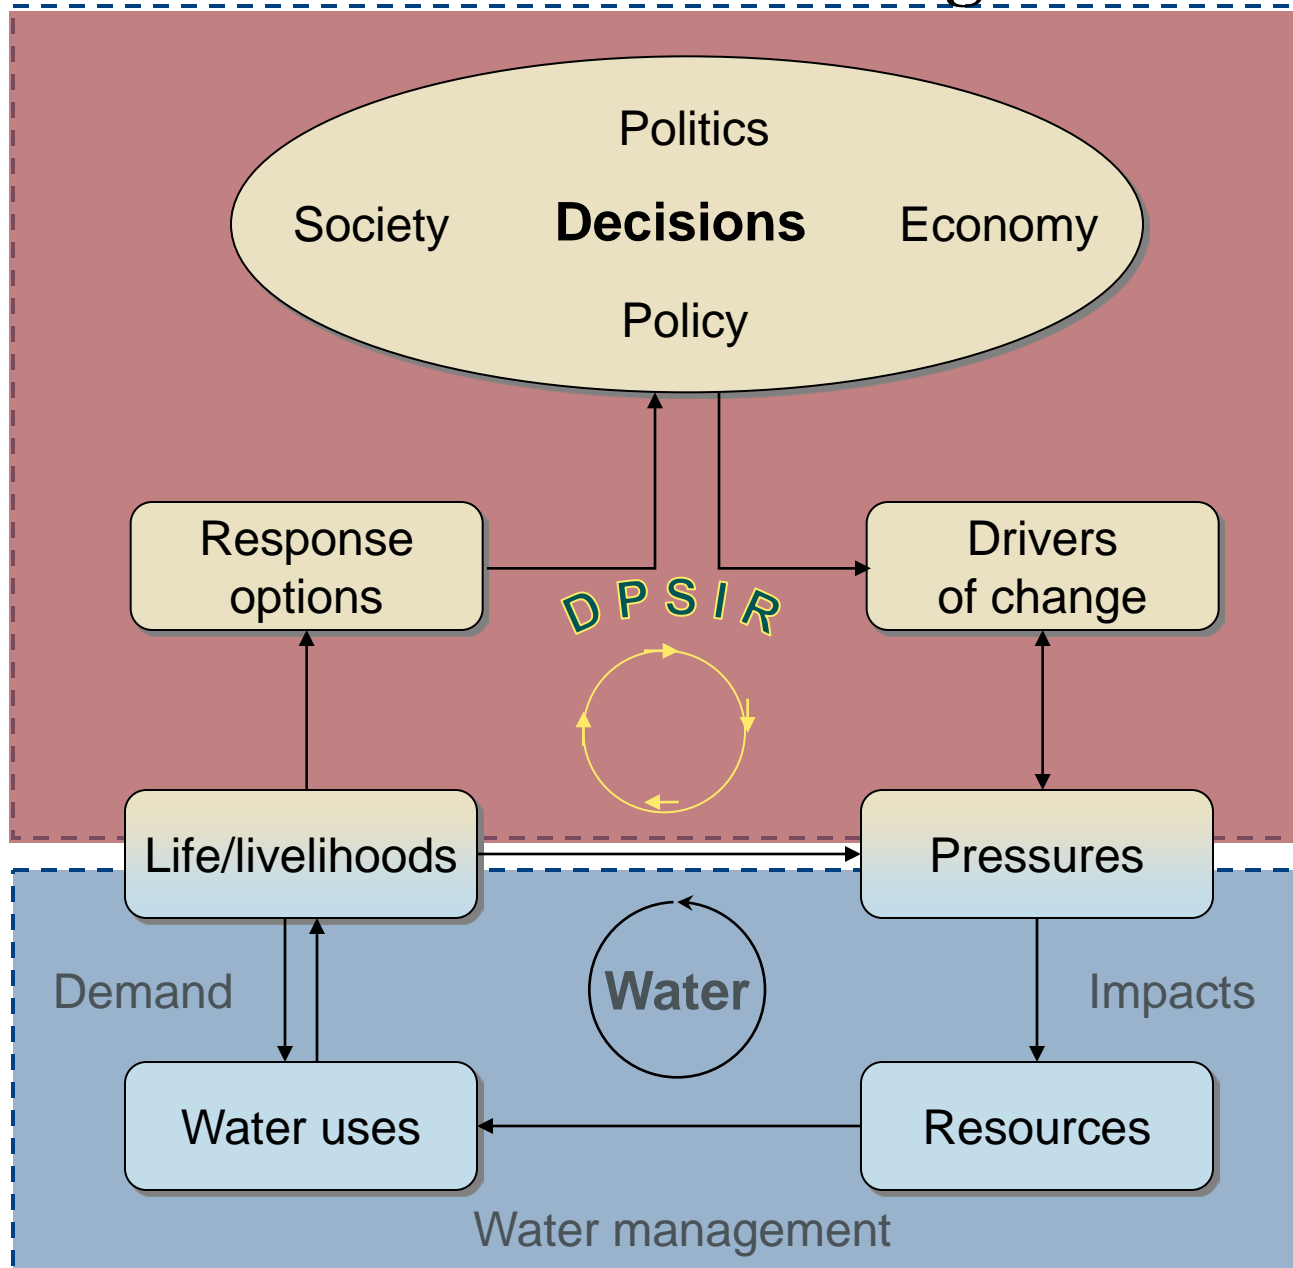 Politics
Society Decisions Economy
Policy
Response
options
Drivers
of change
DPSIR
Life/livelihoods
Pressures
Demand
Water
Impacts
Water uses
Resources
Water management